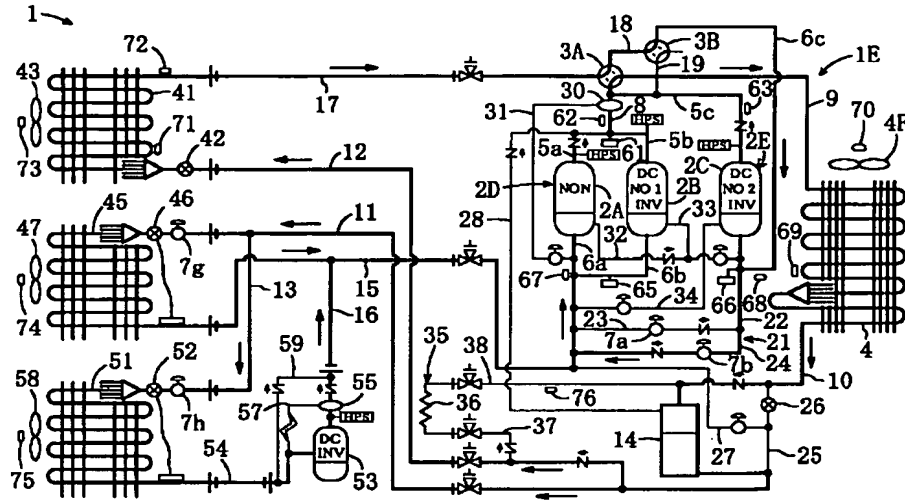 1
72
43
41
17
71
42
73
12
46
45
47
11
7g
13
15
74
16
52
51
59
58
57
55
7h
HPS
DC
INV
53
75
54
18
3A
3B
6c
1E
19
30
31
8
5c
63
9
62
HPS
70
4F
5a
6
5b
2E
HPS
HPS
2C
2D
NON
DC
NO 1
INV
2B
DC
NO 2
INV
2A
28
33
32
69
67
6a
6b
65
66
68
34
23
22
7a
21
24
7b
4
35
38
10
36
76
26
14
37
27
25